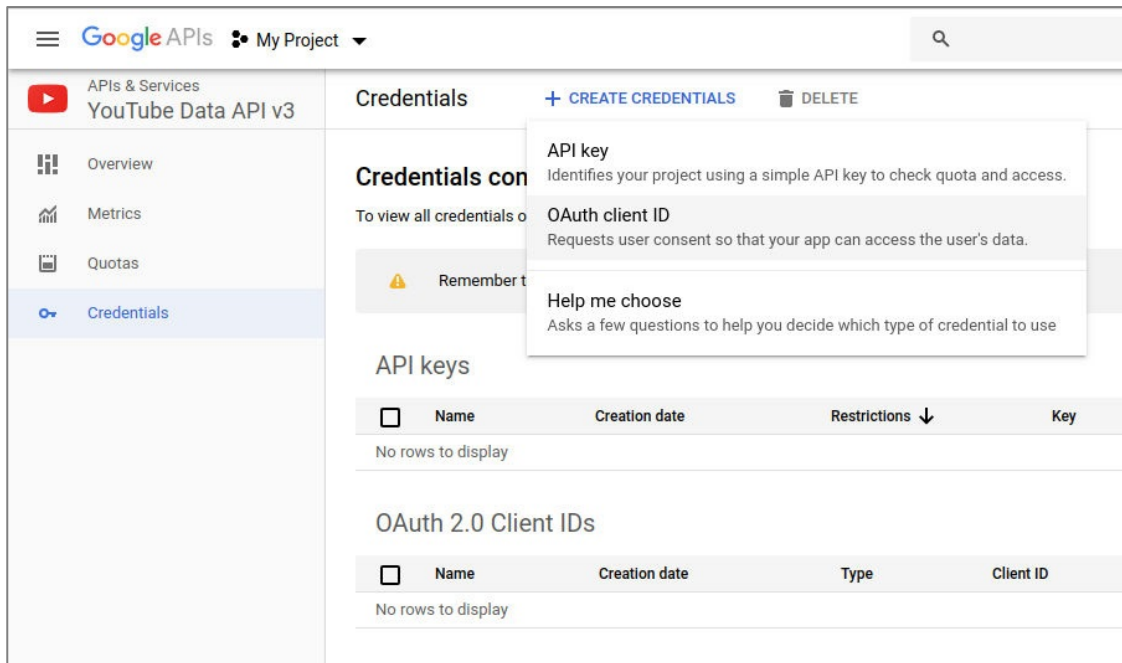 Google APIs My Project
APIs & Services
YouTube Data API v3
Credentials + CREATE CREDENTIALS DELETE
Overview
Metrics
Quotas
Credentials
API key
Identifies your project using a simple API key to check quota and access.
OAuth client ID
Requests user consent so that your app can access the user's data.
Help me choose
Asks a few questions to help you decide which type of credential to use
Credentials com
To view all credentials o
Remember t
API keys
Name Creation date Restrictions Key
No rows to display
OAuth 2.0 Client IDs
Name Creation date Type Client ID
No rows to display